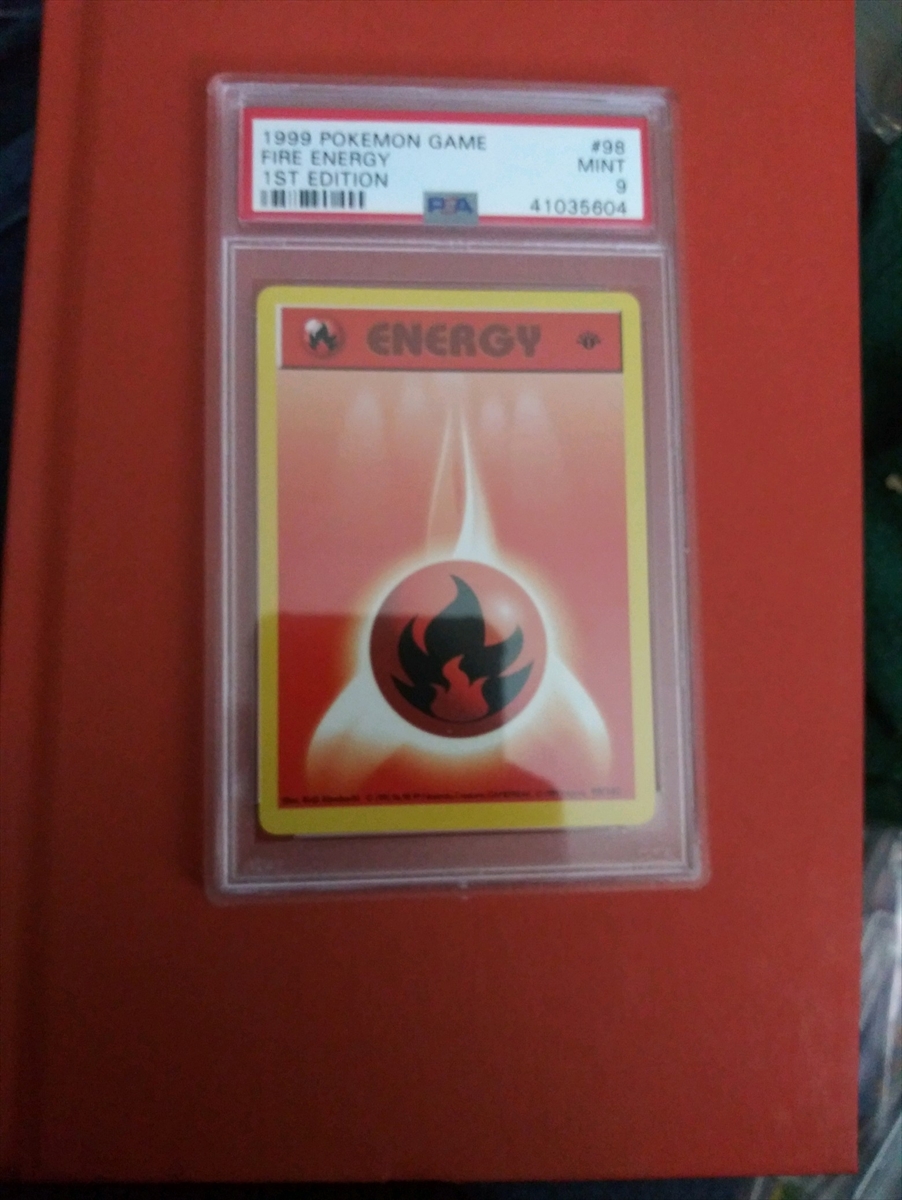 1999 POKEMON GAME #98
FIRE ENERGY MINT
1ST EDITION 9
PSA 41035604
ENERGY